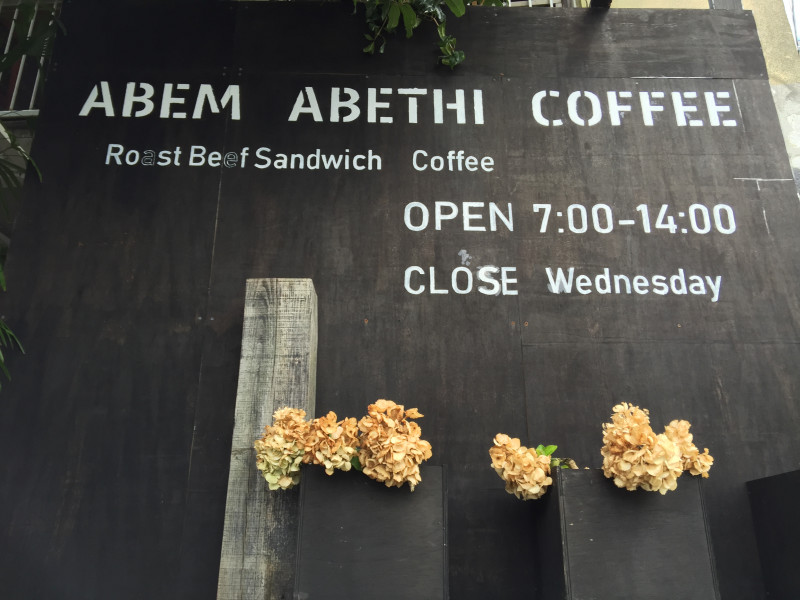 ABEM ABETHI COFFEE
Roast Beef Sandwich Coffee
OPEN 7:00-14:00
CLOSE Wednesday